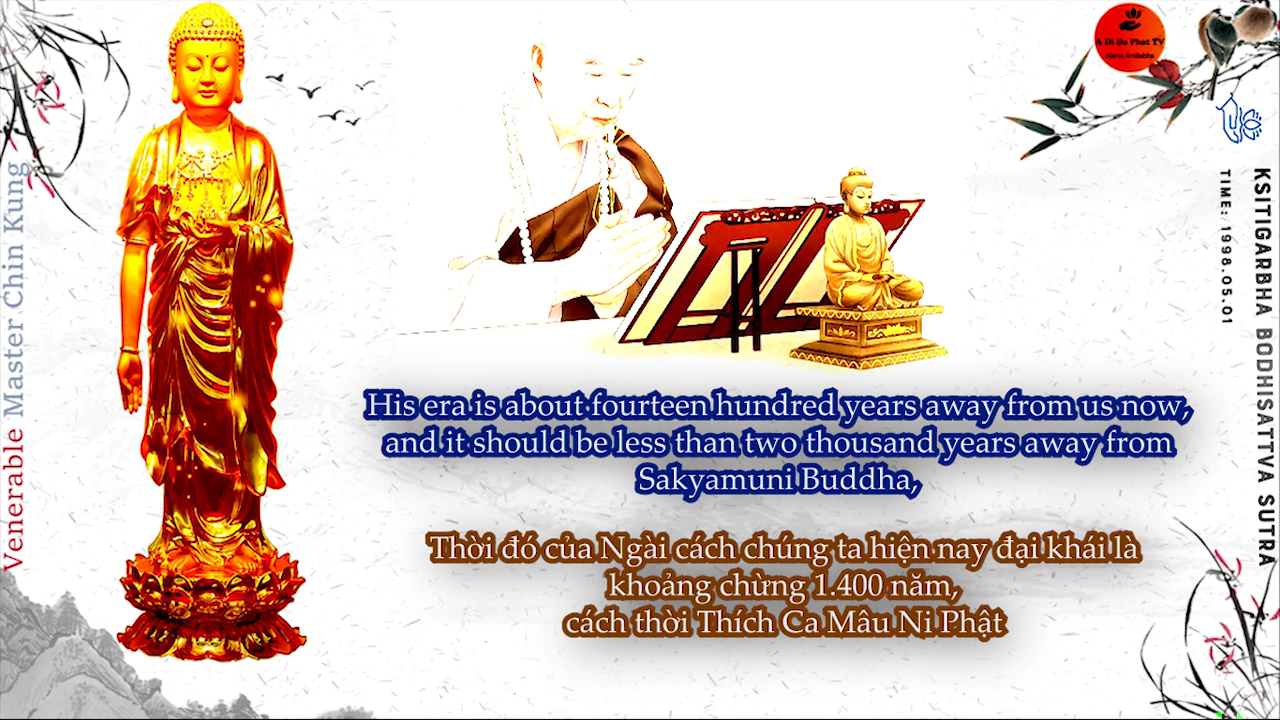 Venerable Master Chin Kung
A Di Da Phat TV
Namo Amitabha
KSITIGARBHA BODHISATTVA SUTRA
TIME: 1998.05.01
His era is about fourteen hundred years away from us now,
and it should be less than two thousand years away from
Sakyamuni Buddha,
Thời đó của Ngài cách chúng ta hiện nay đại khái là
khoảng chừng 1.400 năm,
cách thời Thích Ca Mâu Ni Phật